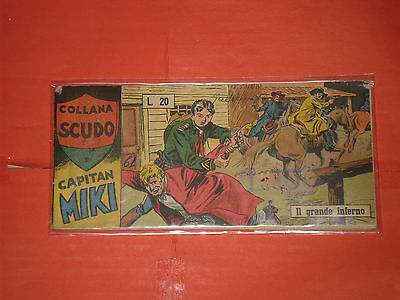 COLLANA
SCUDO
CAPITAN
MIKI
L. 20
Il grande inferno